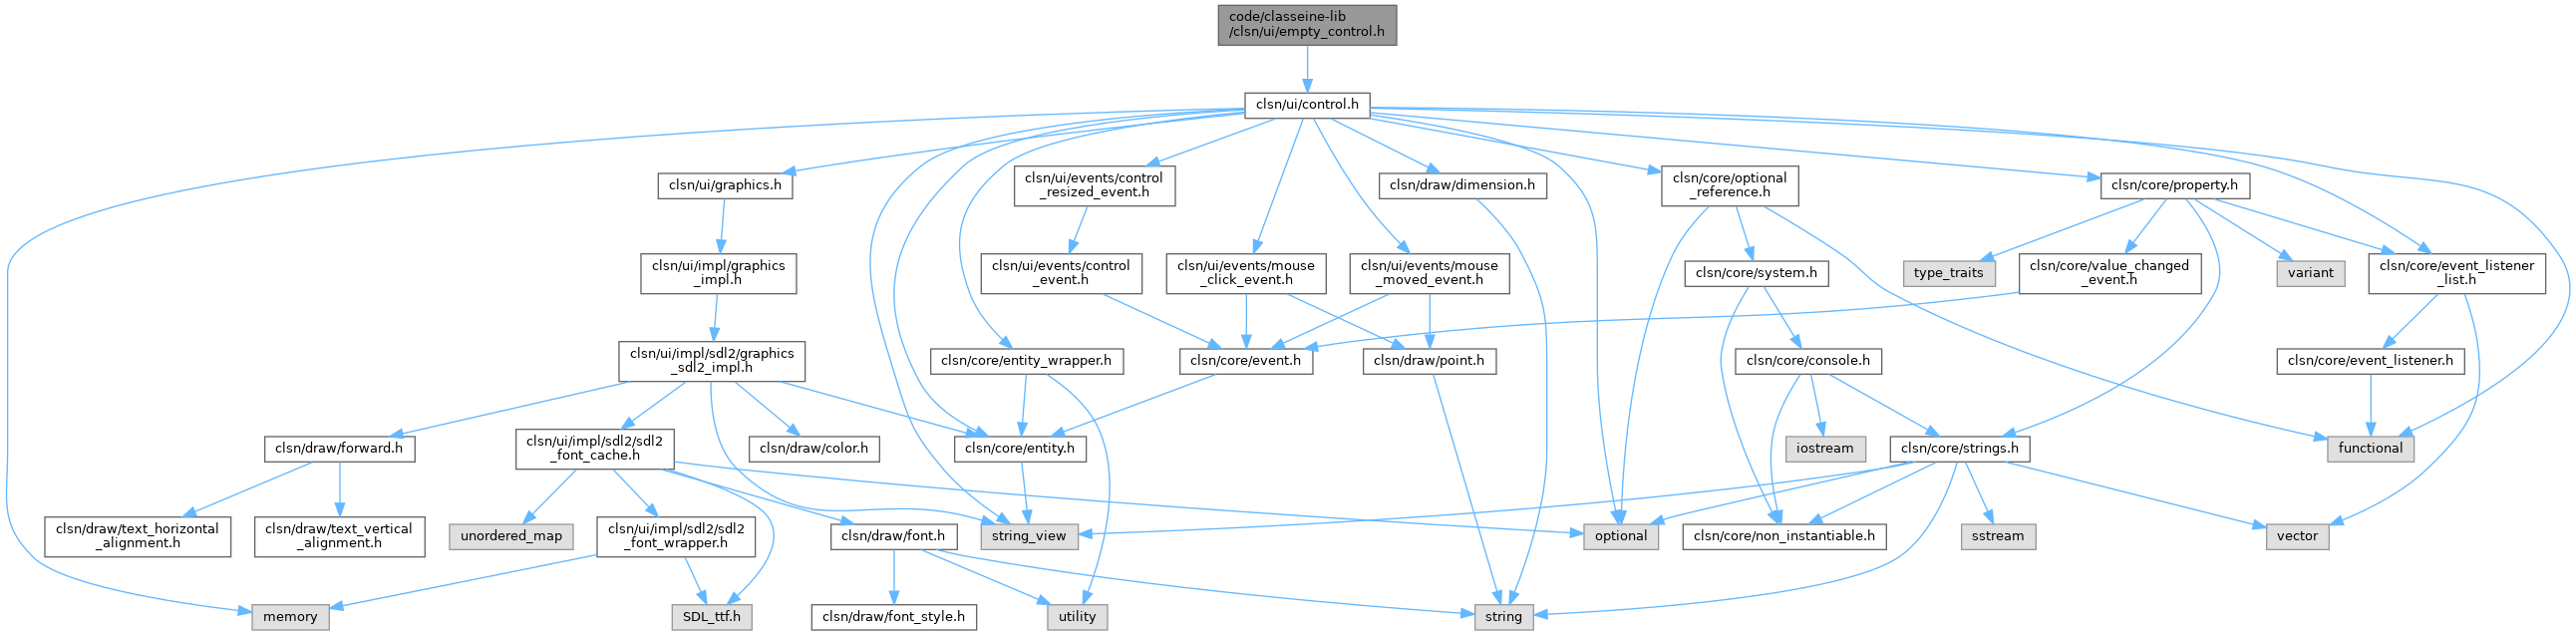 code/classeine-lib
/clsn/ui/empty_control.h
clsn/ui/control.h
clsn/ui/graphics.h
clsn/ui/events/control
_resized_event.h
clsn/draw/dimension.h
clsn/core/optional
_reference.h
clsn/core/property.h
clsn/ui/impl/graphics
_impl.h
clsn/ui/events/control
_event.h
clsn/ui/events/mouse
_click_event.h
clsn/ui/events/mouse
_moved_event.h
clsn/core/system.h
type_traits
clsn/core/value_changed
_event.h
variant
clsn/core/event_listener
_list.h
clsn/ui/impl/sdl2/graphics
_sdl2_impl.h
clsn/core/entity_wrapper.h
clsn/core/event.h
clsn/draw/point.h
clsn/core/console.h
clsn/core/event_listener.h
clsn/draw/forward.h
clsn/ui/impl/sdl2/sdl2
_font_cache.h
clsn/draw/color.h
clsn/core/entity.h
iostream
clsn/core/strings.h
functional
clsn/draw/text_horizontal
_alignment.h
clsn/draw/text_vertical
_alignment.h
unordered_map
clsn/ui/impl/sdl2/sdl2
_font_wrapper.h
clsn/draw/font.h
string_view
optional
clsn/core/non_instantiable.h
sstream
vector
memory
SDL_ttf.h
clsn/draw/font_style.h
utility
string